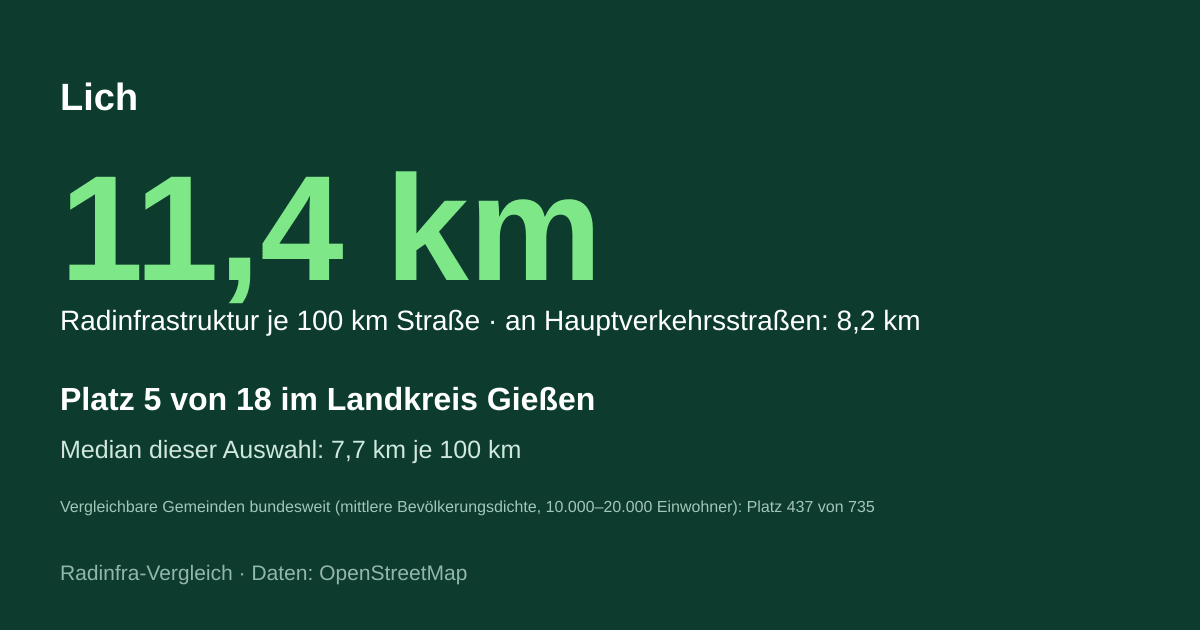 Lich
11,4 km
Radinfrastruktur je 100 km Straße · an Hauptverkehrsstraßen: 8,2 km
Platz 5 von 18 im Landkreis Gießen
Median dieser Auswahl: 7,7 km je 100 km
Vergleichbare Gemeinden bundesweit (mittlere Bevölkerungsdichte, 10.000–20.000 Einwohner): Platz 437 von 735
Radinfra-Vergleich · Daten: OpenStreetMap